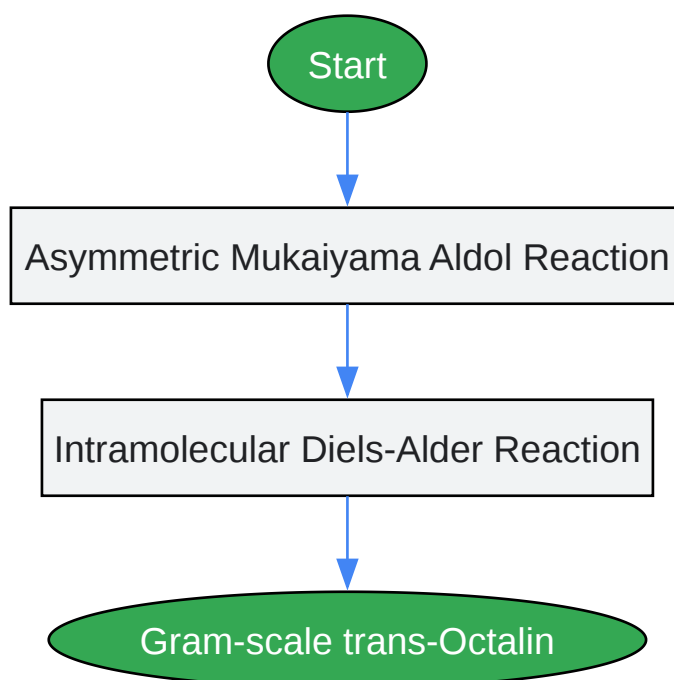 Start
Asymmetric Mukaiyama Aldol Reaction
Intramolecular Diels-Alder Reaction
Gram-scale trans-Octalin